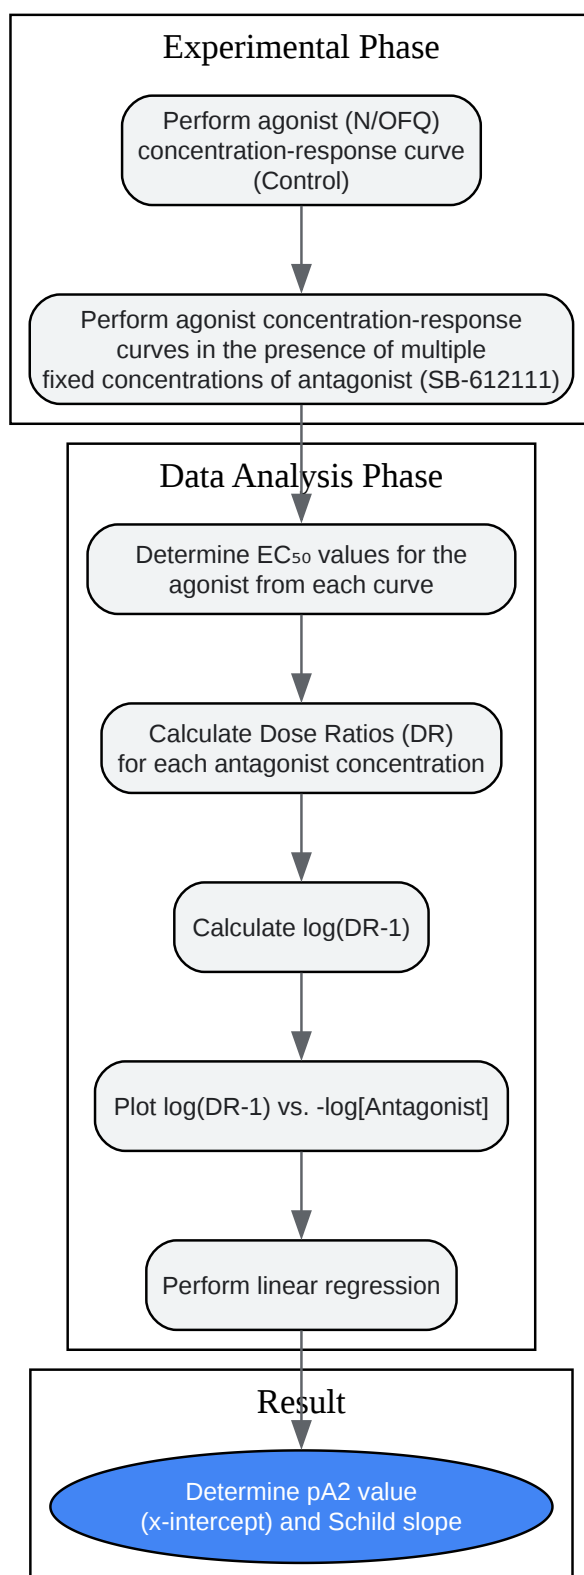 Experimental Phase
Perform agonist (N/OFQ)
concentration-response curve
(Control)
Perform agonist concentration-response
curves in the presence of multiple
fixed concentrations of antagonist (SB-612111)
Data Analysis Phase
Determine EC₅₀ values for the
agonist from each curve
Calculate Dose Ratios (DR)
for each antagonist concentration
Calculate log(DR-1)
Plot log(DR-1) vs. -log[Antagonist]
Perform linear regression
Result
Determine pA2 value
(x-intercept) and Schild slope